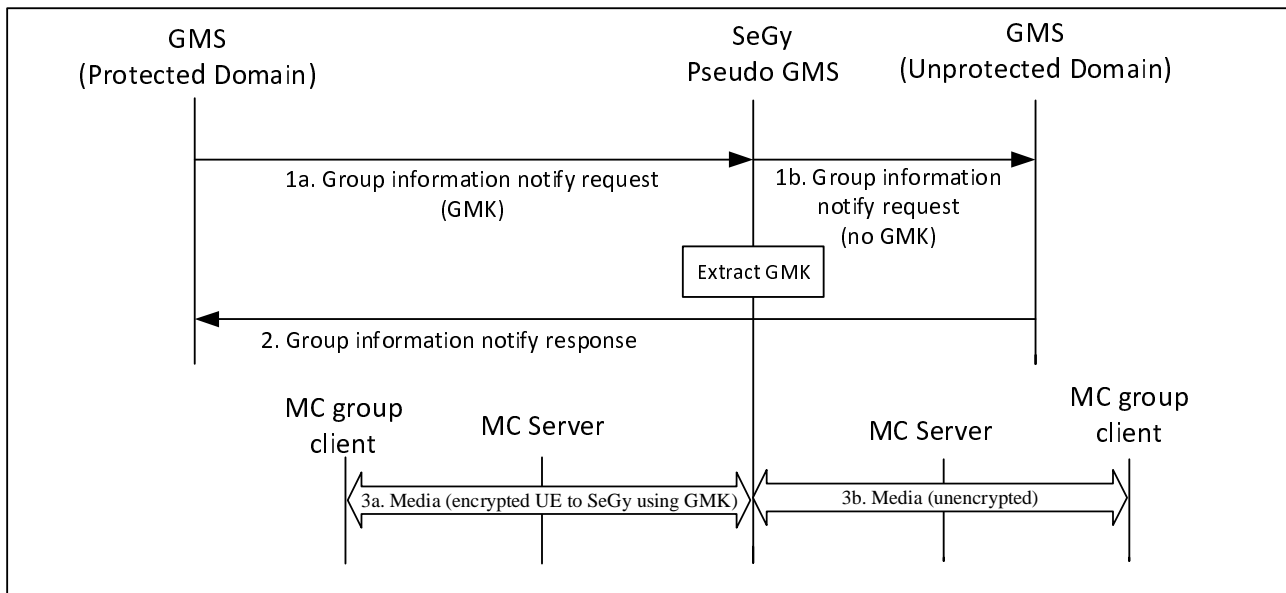 GMS
(Protected Domain)
SeGy
Pseudo GMS
GMS
(Unprotected Domain)
1a. Group information notify request
(GMK)
1b. Group information
notify request
(no GMK)
Extract GMK
2. Group information notify response
MC group
client
MC Server
MC Server
MC group
client
3a. Media (encrypted UE to SeGy using GMK)
3b. Media (unencrypted)